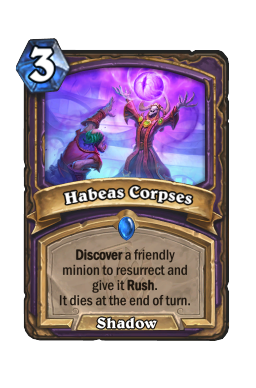 3
Habeas Corpses
Discover a friendly
minion to resurrect and
give it Rush.
It dies at the end of turn.
Shadow